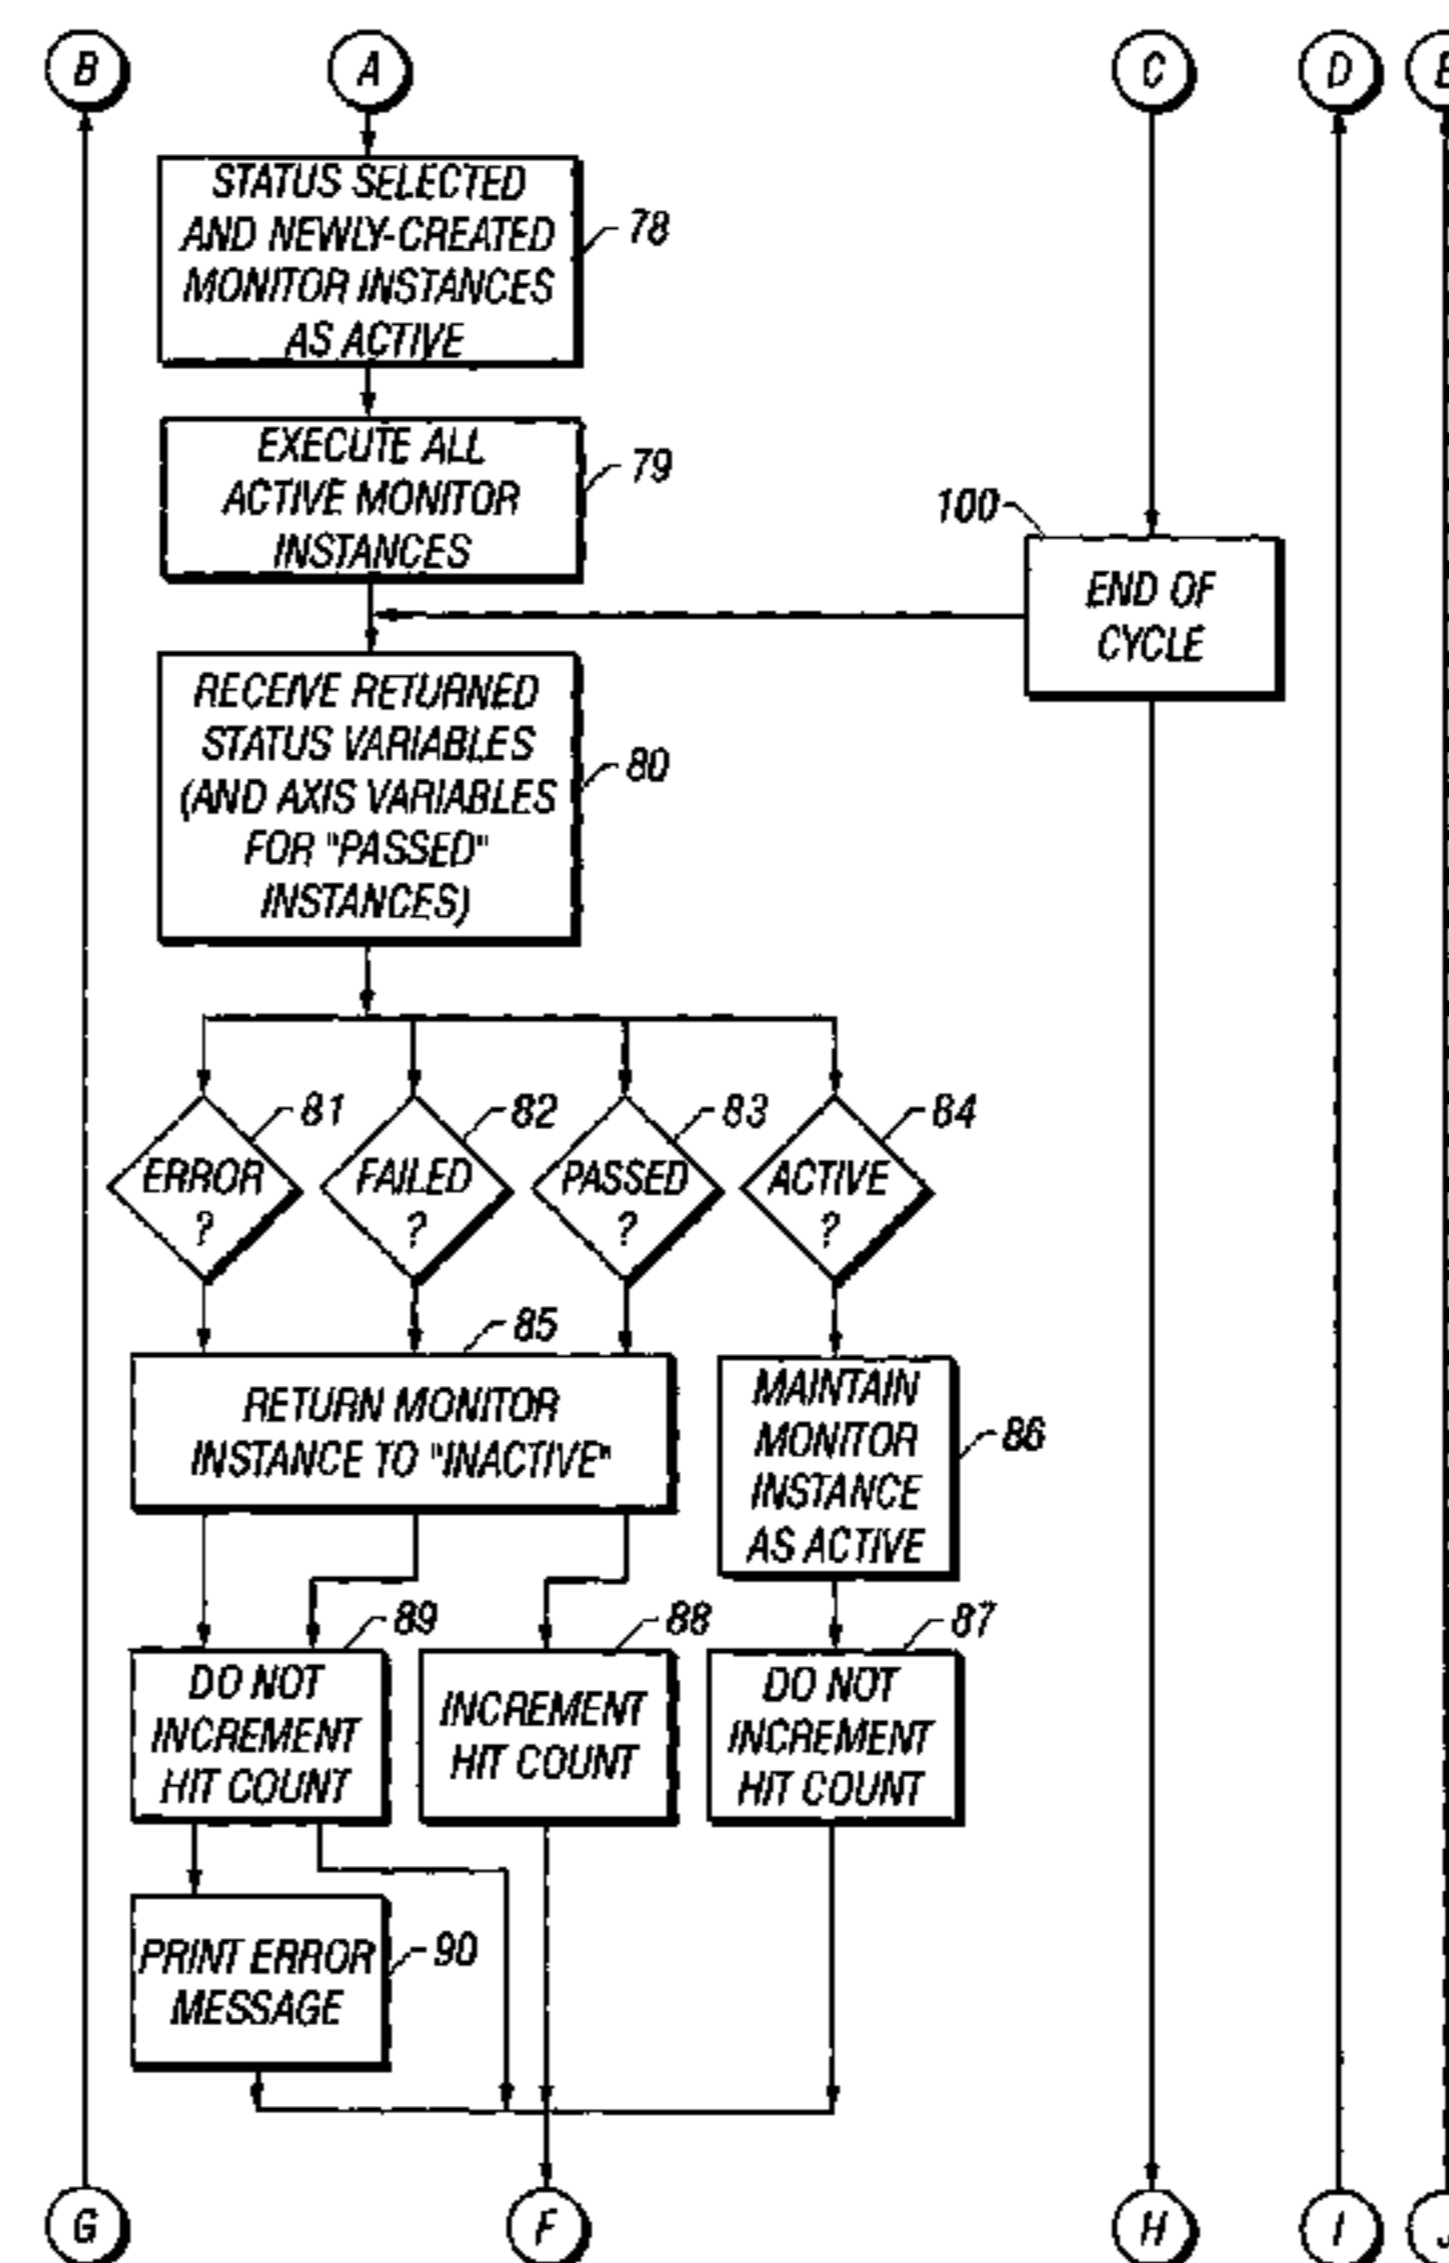 B
A
C
D
STATUS SELECTED
AND NEWLY-CREATED
MONITOR INSTANCES
AS ACTIVE
78
EXECUTE ALL
ACTIVE MONITOR
INSTANCES
79
100
END OF
CYCLE
RECEIVE RETURNED
STATUS VARIABLES
(AND AXIS VARIABLES
FOR "PASSED"
INSTANCES)
80
81
82
83
84
ERROR
?
FAILED
?
PASSED
?
ACTIVE
?
85
RETURN MONITOR
INSTANCE TO "INACTIVE"
MAINTAIN
MONITOR
INSTANCE
AS ACTIVE
86
89
88
87
DO NOT
INCREMENT
HIT COUNT
INCREMENT
HIT COUNT
DO NOT
INCREMENT
HIT COUNT
PRINT ERROR
MESSAGE
90
G
F
H
I